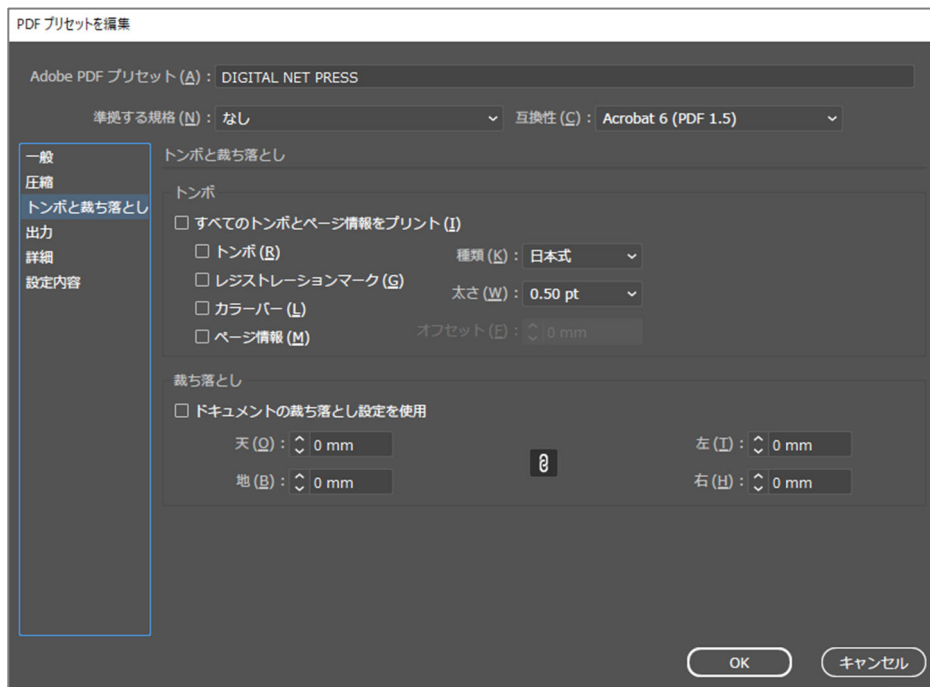 PDF プリセットを編集
Adobe PDF プリセット (A) : DIGITAL NET PRESS
準拠する規格 (N) : なし 互換性 (C) : Acrobat 6 (PDF 1.5)
一般
圧縮
トンボと裁ち落とし
出力
詳細
設定内容
トンボと裁ち落とし
トンボ
すべてのトンボとページ情報をプリント (I)
トンボ (R) 種類 (K) : 日本式
レジストレーションマーク (G)
太さ (W) : 0.50 pt
カラーバー (L)
オフセット (F) : 0 mm
ページ情報 (M)
裁ち落とし
ドキュメントの裁ち落とし設定を使用
天 (O) : 0 mm 左 (T) : 0 mm
地 (B) : 0 mm 右 (H) : 0 mm
OK キャンセル